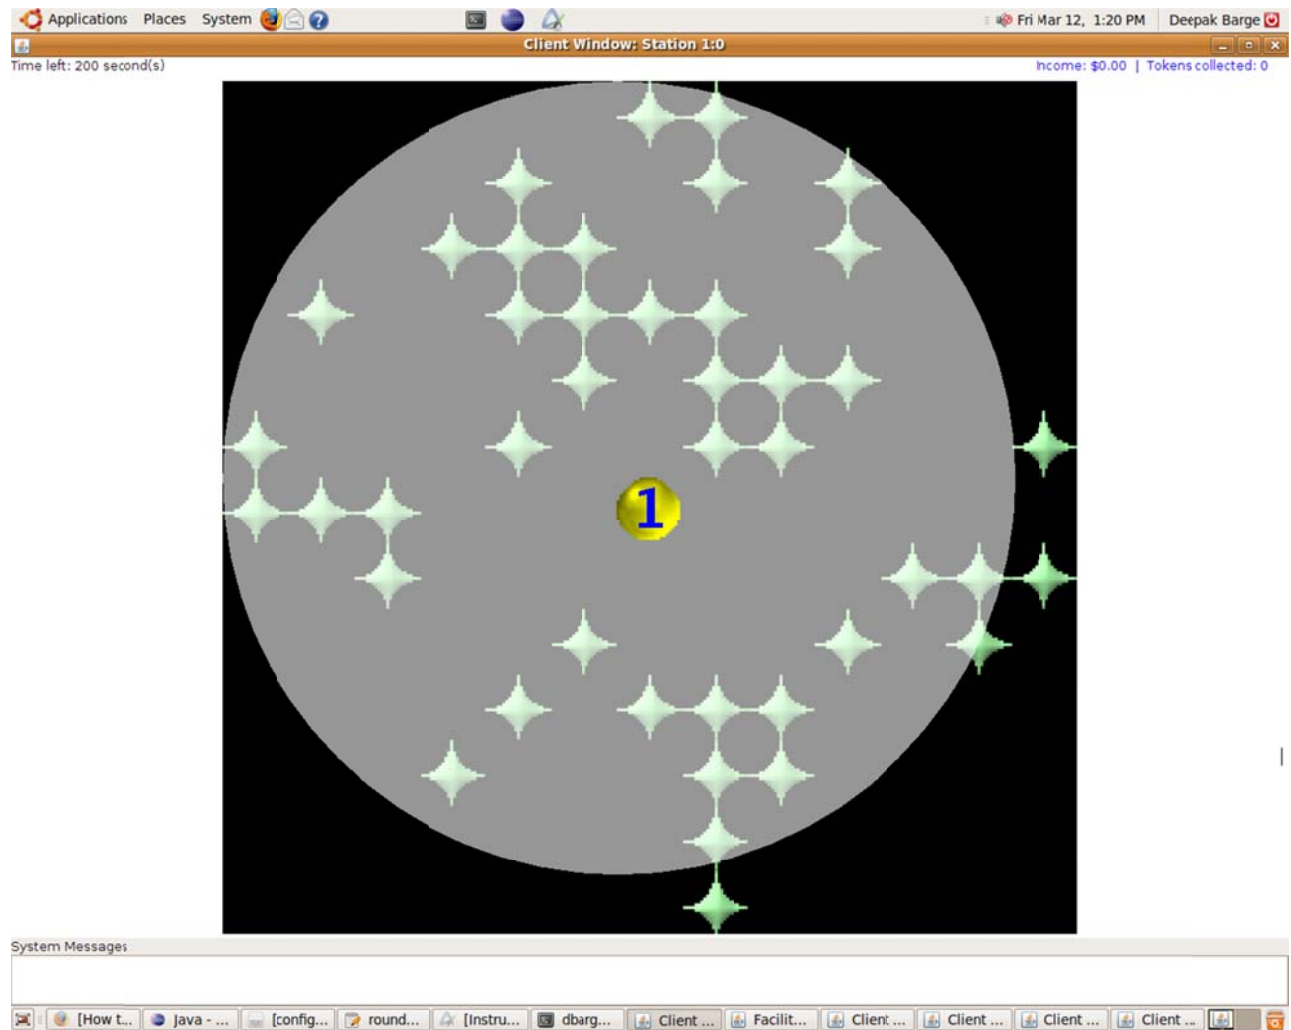 Applications Places System Fri Mar 12, 1:20 PM Deepak Barge
Client Window: Station 1:0
Time left: 200 second(s) Income: $0.00 | Tokens collected: 0
1
System Messages
[How t... Java - ... [config... round... [Instru... dbarg... Client ... Facilit... Client ... Client ... Client ... Client ...